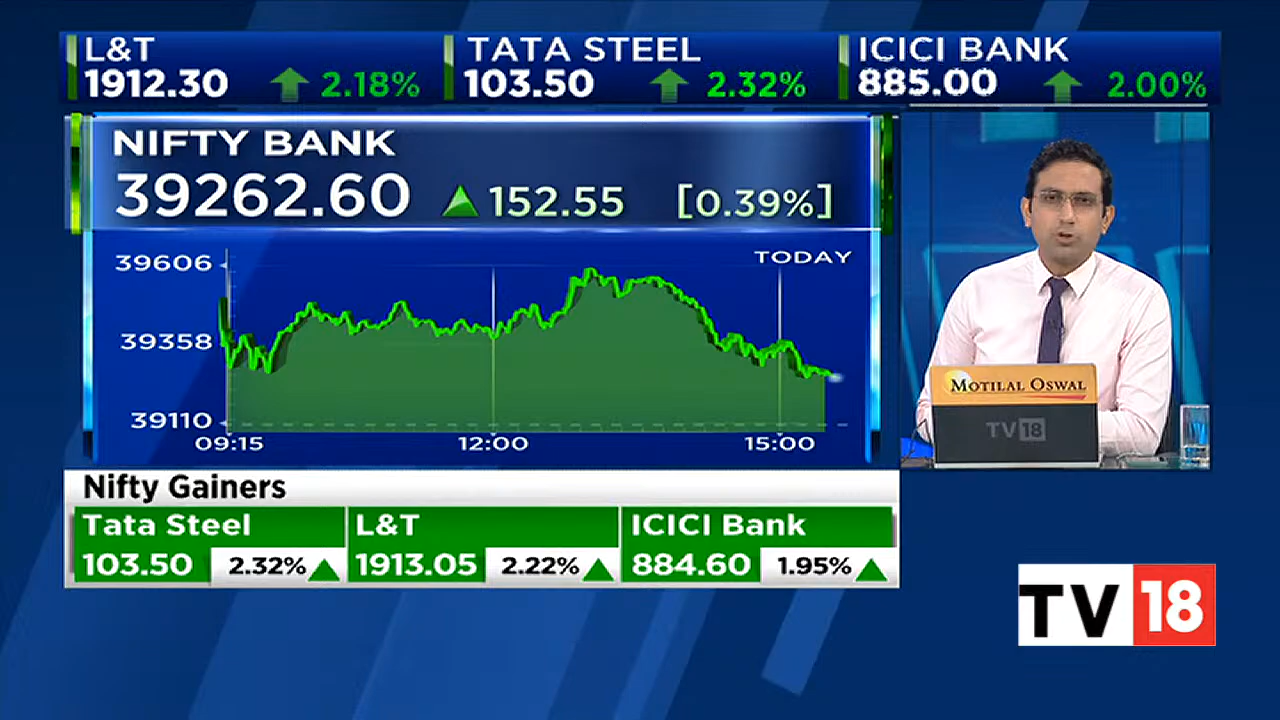 L&T
1912.30 2.18%
TATA STEEL
103.50 2.32%
ICICI BANK
885.00 2.00%
NIFTY BANK
39262.60 152.55 [0.39%]
TODAY
39606
39358
39110
09:15 12:00 15:00
MOTILAL OSWAL
TV18
Nifty Gainers
Tata Steel
103.50 2.32%
L&T
1913.05 2.22%
ICICI Bank
884.60 1.95%
TV18